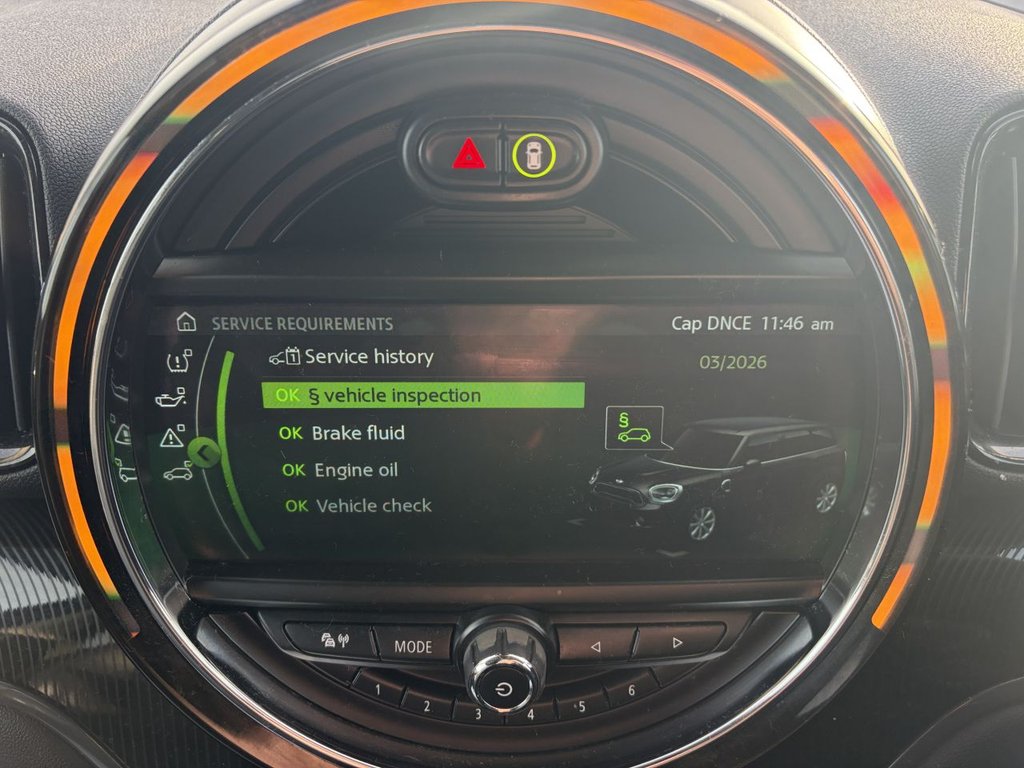 SERVICE REQUIREMENTS
Cap DNCE 11:46 am
Service history
03/2026
OK § vehicle inspection
§
OK Brake fluid
OK Engine oil
OK Vehicle check
MODE
1 2 3 4 5 6